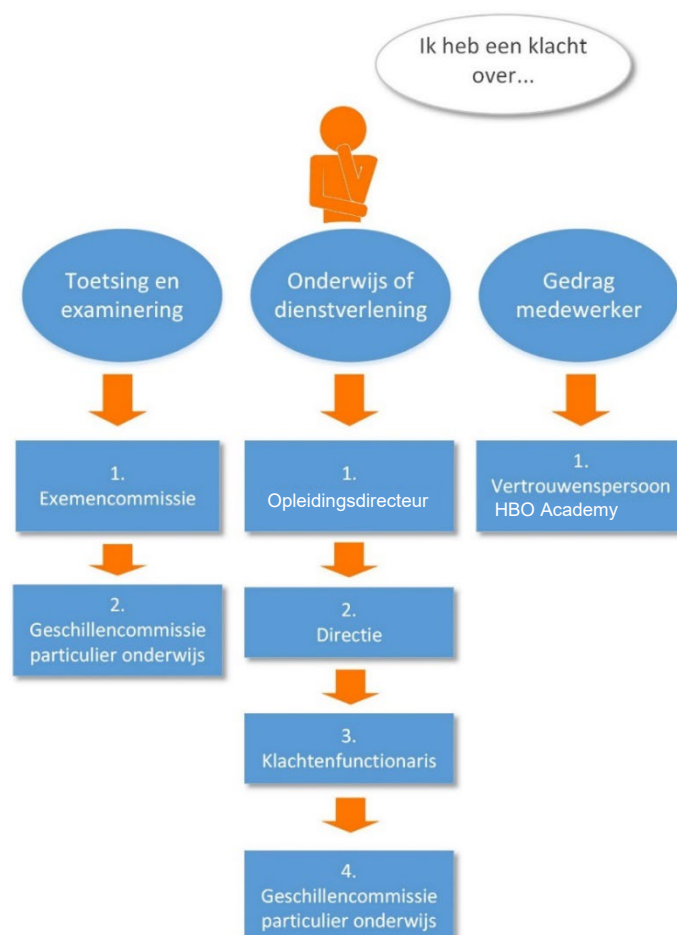 Ik heb een klacht
over...
Toetsing en
examinering
Onderwijs of
dienstverlening
Gedrag
medewerker
1.
Exemencommissie
2.
Geschillencommissie
particulier onderwijs
1.
Opleidingsdirecteur
2.
Directie
3.
Klachtenfunctionaris
4.
Geschillencommissie
particulier onderwijs
1.
Vertrouwenspersoon
HBO Academy